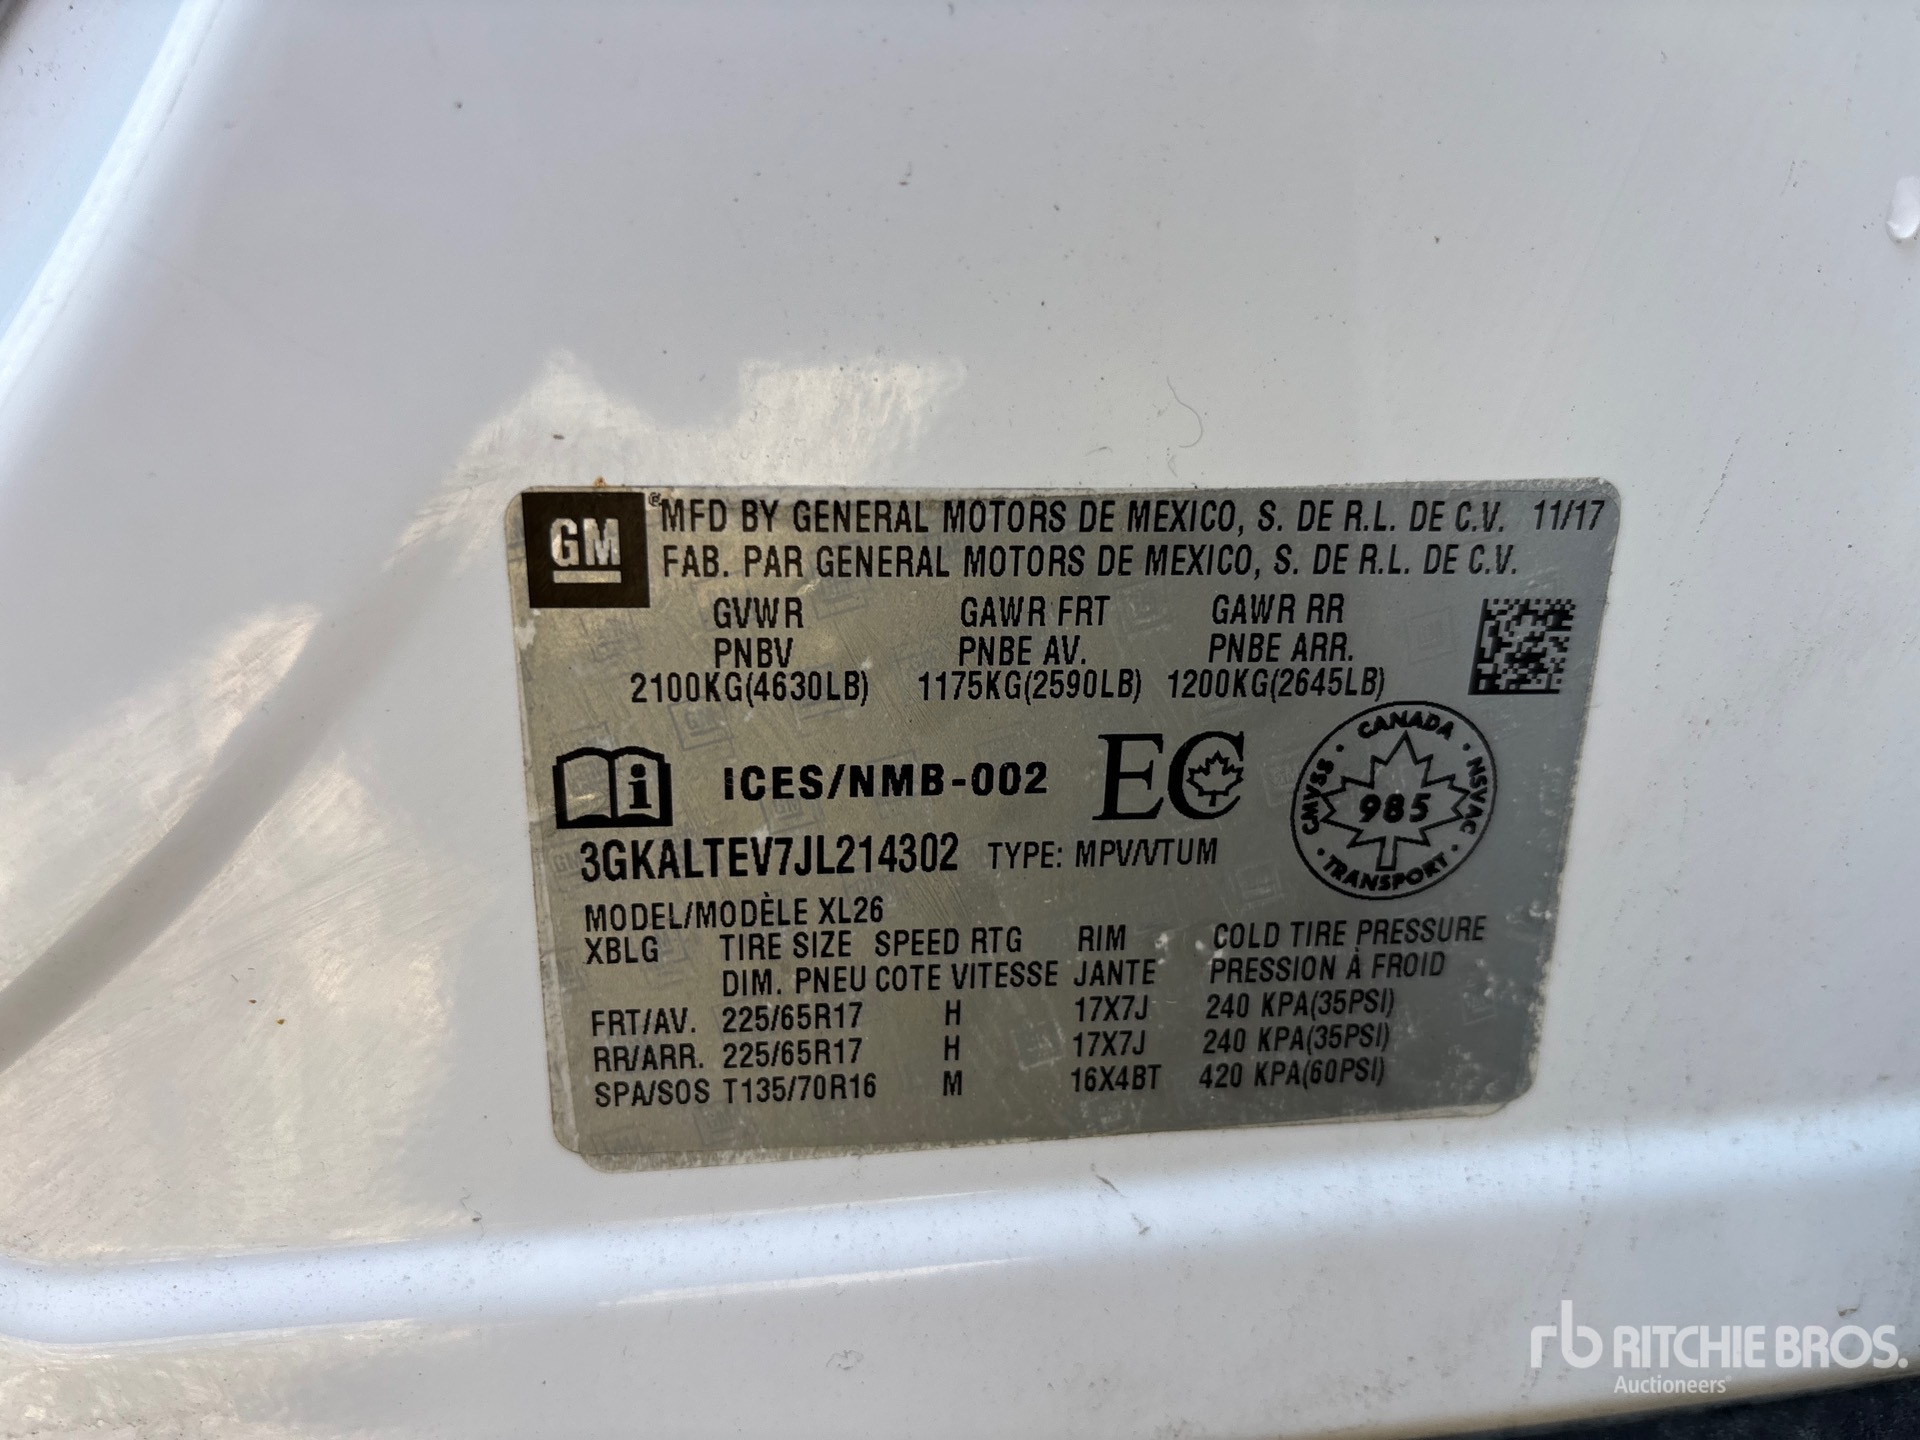 GM ® MFD BY GENERAL MOTORS DE MEXICO, S. DE R.L. DE C.V. 11/17
FAB. PAR GENERAL MOTORS DE MEXICO, S. DE R.L. DE C.V.
GVWR GAWR FRT GAWR RR
PNBV PNBE AV. PNBE ARR.
2100KG(4630LB) 1175KG(2590LB) 1200KG(2645LB)
i ICES/NMB-002 EC
CANADA · NSVAC · TRANSPORT · CMVSS ·
985
3GKALTEV7JL214302 TYPE: MPV/VTUM
MODEL/MODÈLE XL26
XBLG TIRE SIZE SPEED RTG RIM COLD TIRE PRESSURE
DIM. PNEU COTE VITESSE JANTE PRESSION À FROID
FRT/AV. 225/65R17 H 17X7J 240 KPA(35PSI)
RR/ARR. 225/65R17 H 17X7J 240 KPA(35PSI)
SPA/SOS T135/70R16 M 16X4BT 420 KPA(60PSI)
rb RITCHIE BROS.
Auctioneers